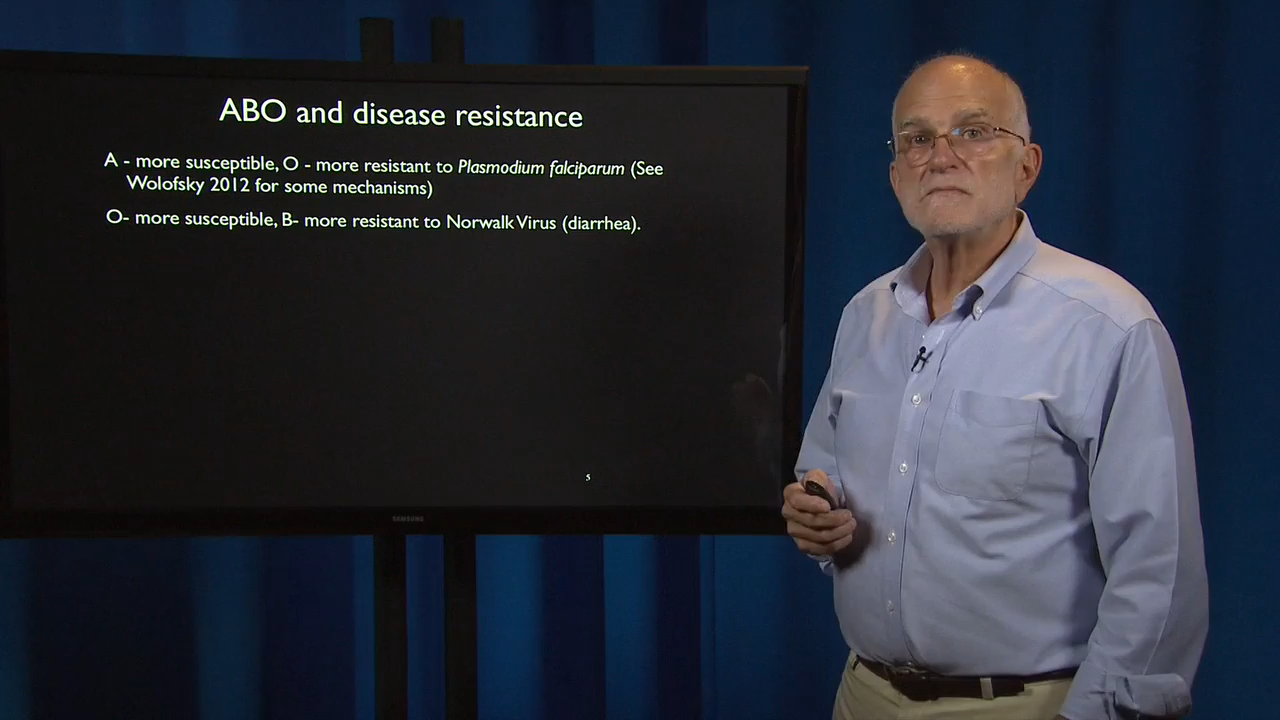 ABO and disease resistance
A - more susceptible, O - more resistant to Plasmodium falciparum (See
Wolofsky 2012 for some mechanisms)
O- more susceptible, B- more resistant to Norwalk Virus (diarrhea).
5
SAMSUNG